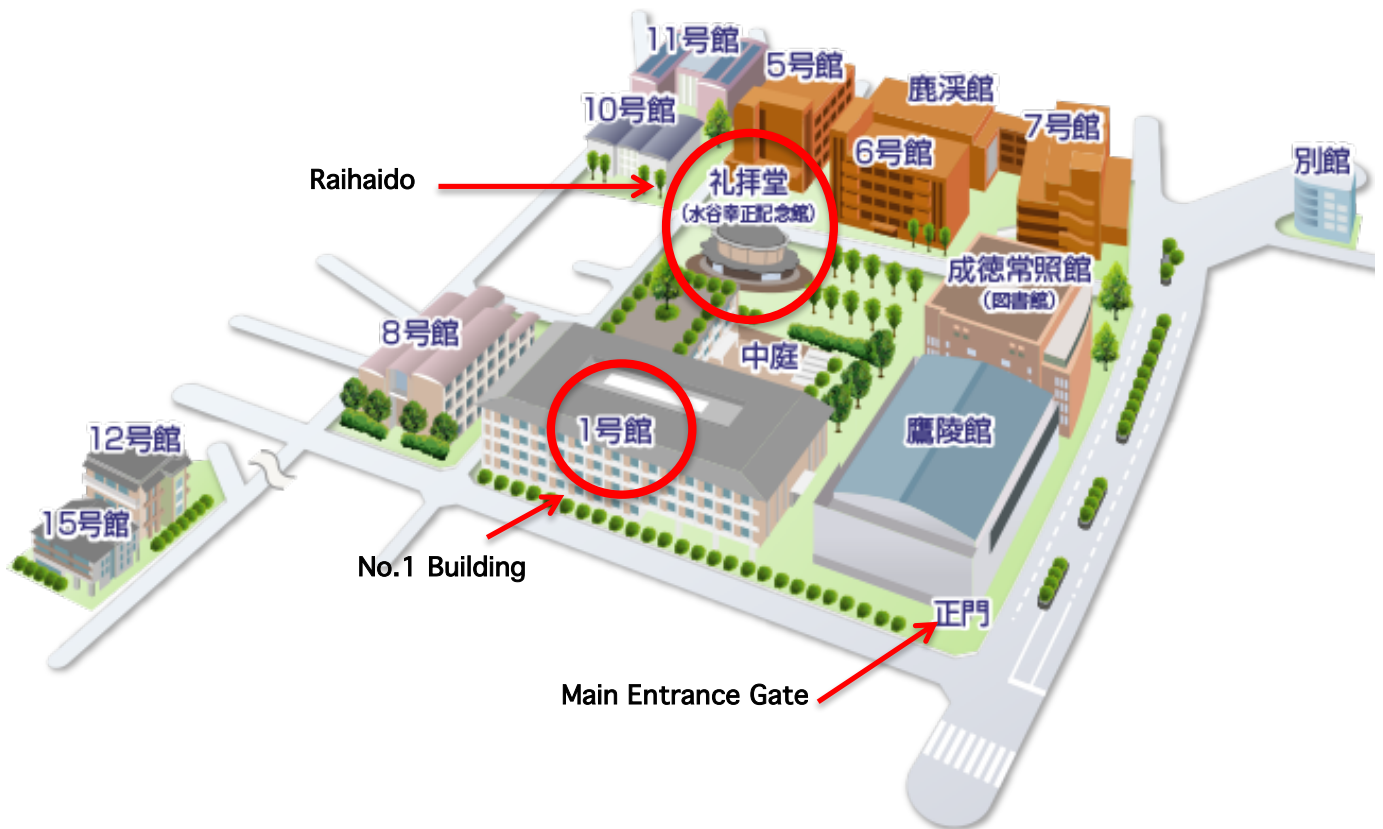 11号館
5号館
鹿渓館
10号館
7号館
6号館
別館
Raihaido
礼拝堂
(水谷幸正記念館)
成徳常照館
(図書館)
8号館
中庭
1号館
鷹陵館
12号館
15号館
No.1 Building
正門
Main Entrance Gate